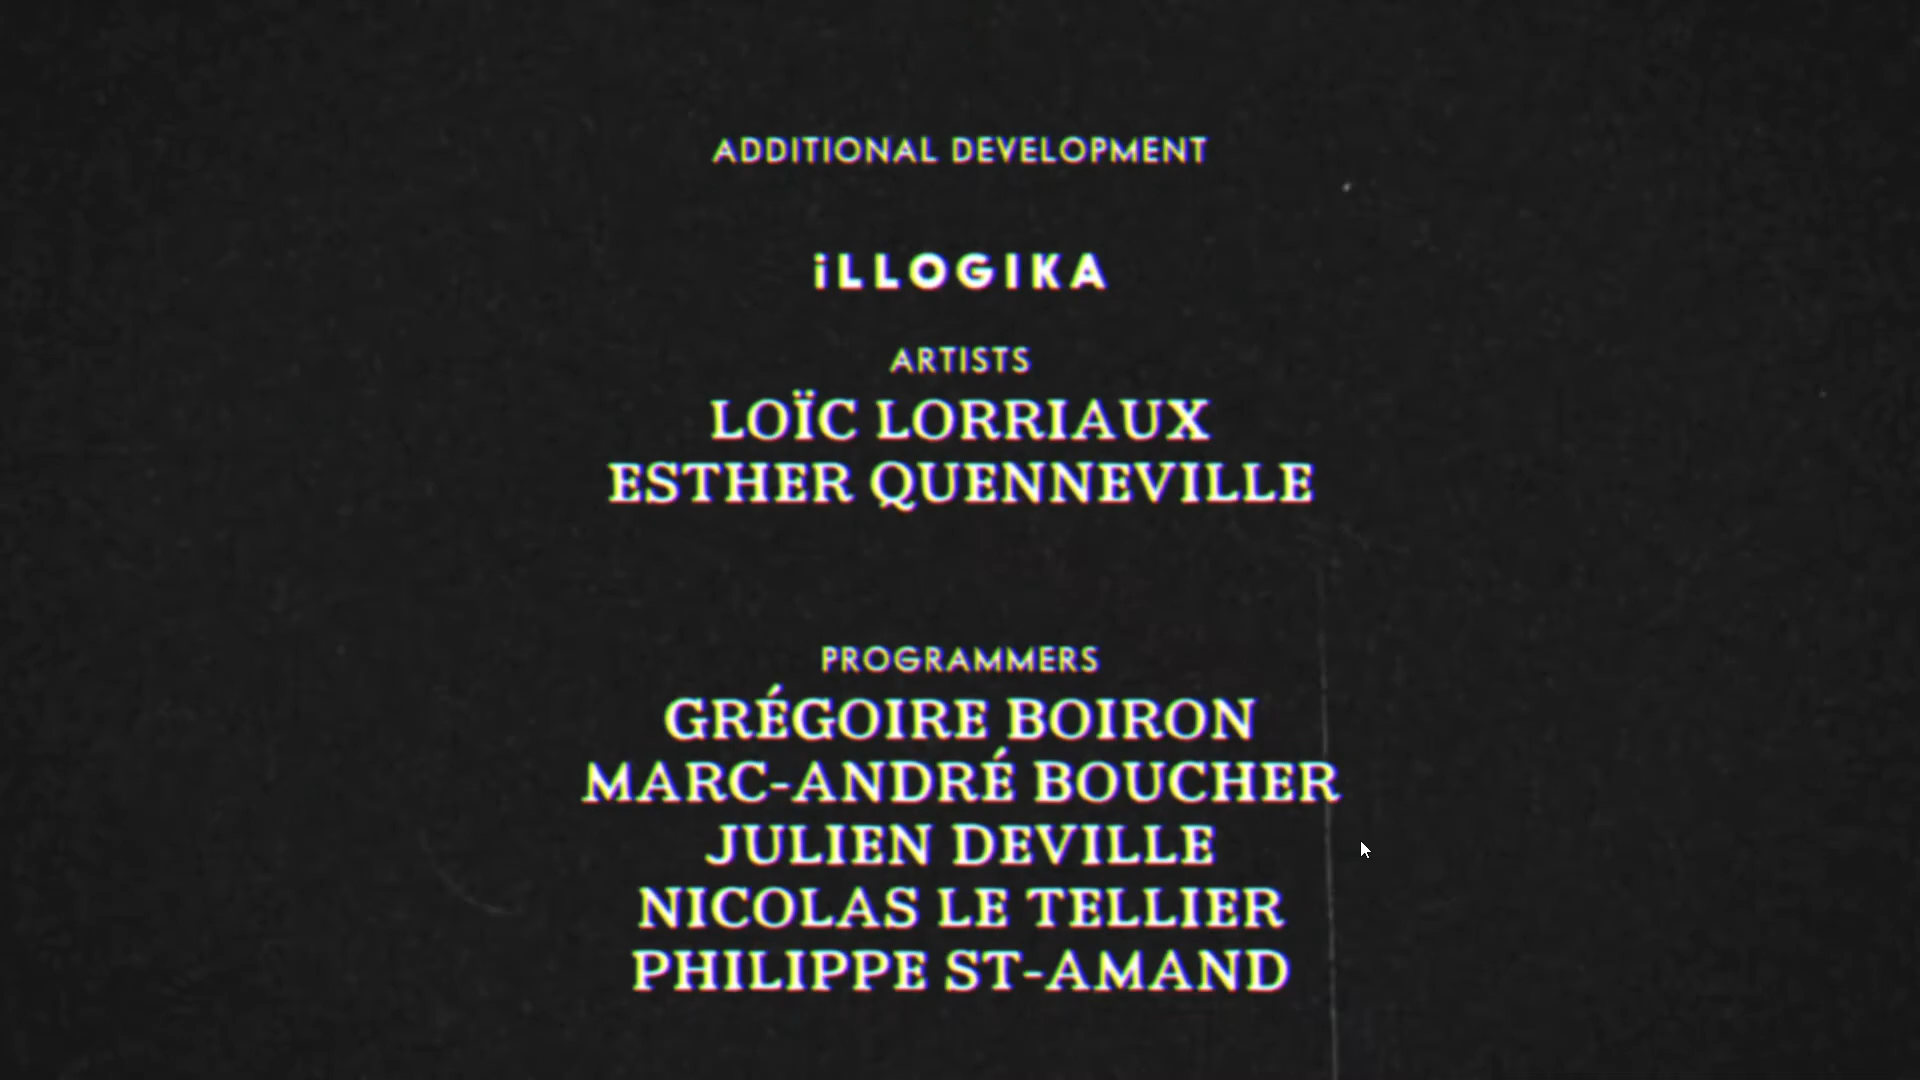 ADDITIONAL DEVELOPMENT
iLLOGIKA
ARTISTS
LOÏC LORRIAUX
ESTHER QUENNEVILLE
PROGRAMMERS
GRÉGOIRE BOIRON
MARC-ANDRÉ BOUCHER
JULIEN DEVILLE
NICOLAS LE TELLIER
PHILIPPE ST-AMAND